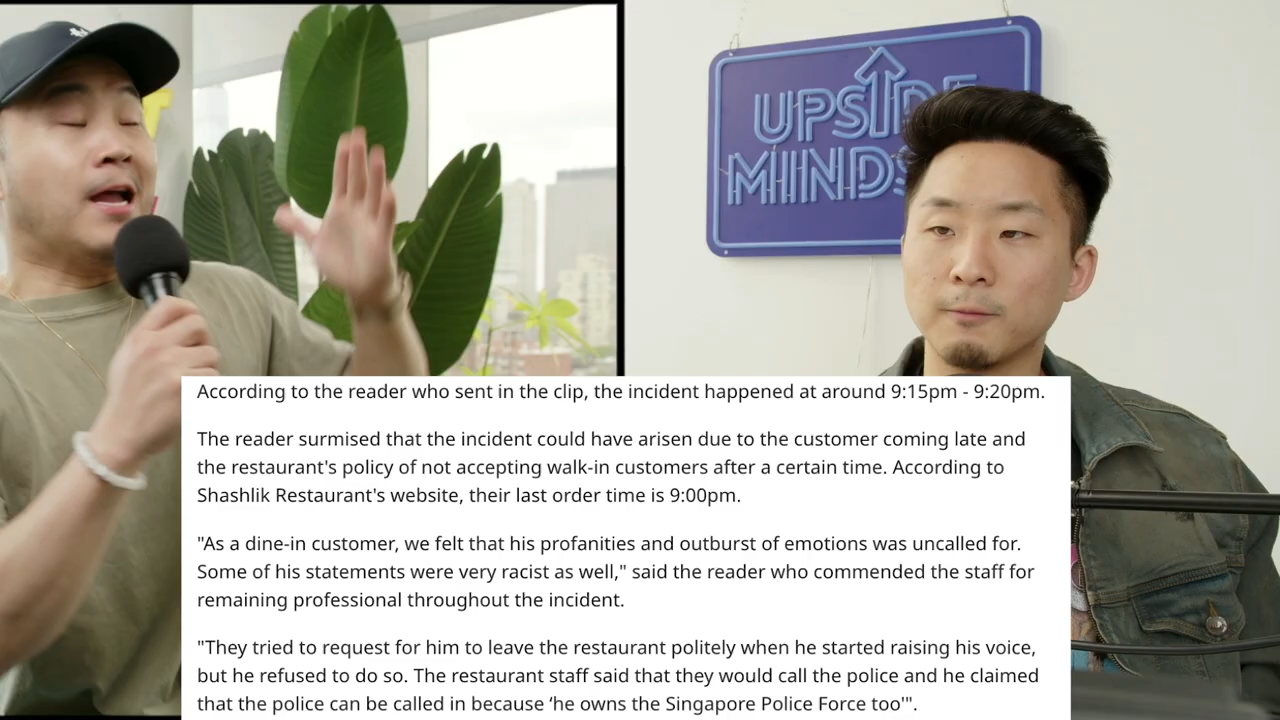 UPSIDE
MINDS
According to the reader who sent in the clip, the incident happened at around 9:15pm - 9:20pm.
The reader surmised that the incident could have arisen due to the customer coming late and
the restaurant's policy of not accepting walk-in customers after a certain time. According to
Shashlik Restaurant's website, their last order time is 9:00pm.
"As a dine-in customer, we felt that his profanities and outburst of emotions was uncalled for.
Some of his statements were very racist as well," said the reader who commended the staff for
remaining professional throughout the incident.
"They tried to request for him to leave the restaurant politely when he started raising his voice,
but he refused to do so. The restaurant staff said that they would call the police and he claimed
that the police can be called in because ‘he owns the Singapore Police Force too'".